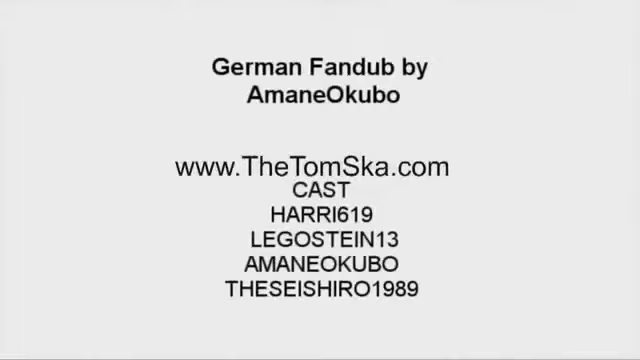 German Fandub by
AmaneOkubo
www.TheTomSka.com
CAST
HARRI619
LEGOSTEIN13
AMANEOKUBO
THESEISHIRO1989